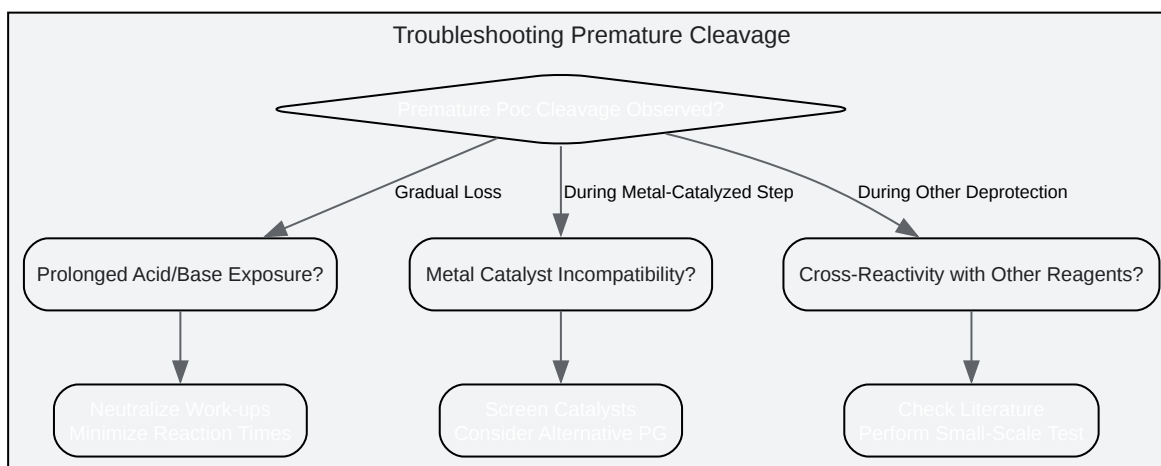 Troubleshooting Premature Cleavage
Premature Poc Cleavage Observed?
Gradual Loss
During Metal-Catalyzed Step
During Other Deprotection
Prolonged Acid/Base Exposure?
Metal Catalyst Incompatibility?
Cross-Reactivity with Other Reagents?
Neutralize Work-ups
Minimize Reaction Times
Screen Catalysts
Consider Alternative PG
Check Literature
Perform Small-Scale Test